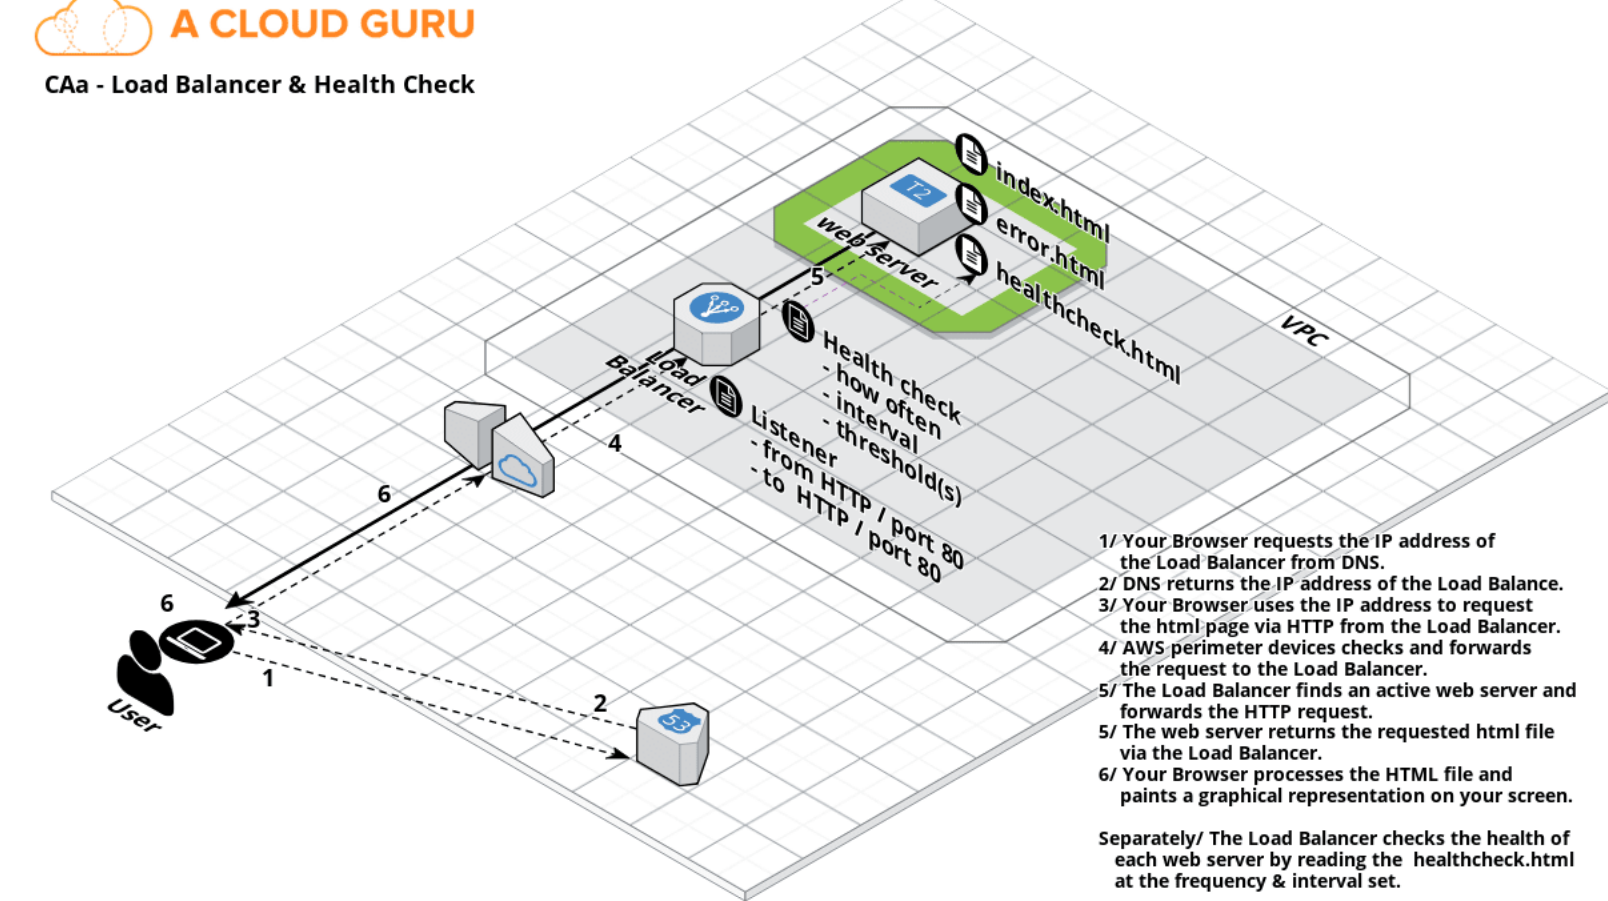 A CLOUD GURU
CAa - Load Balancer & Health Check
T2
index.html
error.html
healthcheck.html
web server
5
VPC
Load
Balancer
Health check
- how often
- interval
- threshold(s)
Listener
- from HTTP / port 80
- to HTTP / port 80
4
6
6
3
1
2
53
User
1/ Your Browser requests the IP address of
the Load Balancer from DNS.
2/ DNS returns the IP address of the Load Balance.
3/ Your Browser uses the IP address to request
the html page via HTTP from the Load Balancer.
4/ AWS perimeter devices checks and forwards
the request to the Load Balancer.
5/ The Load Balancer finds an active web server and
forwards the HTTP request.
5/ The web server returns the requested html file
via the Load Balancer.
6/ Your Browser processes the HTML file and
paints a graphical representation on your screen.
Separately/ The Load Balancer checks the health of
each web server by reading the healthcheck.html
at the frequency & interval set.